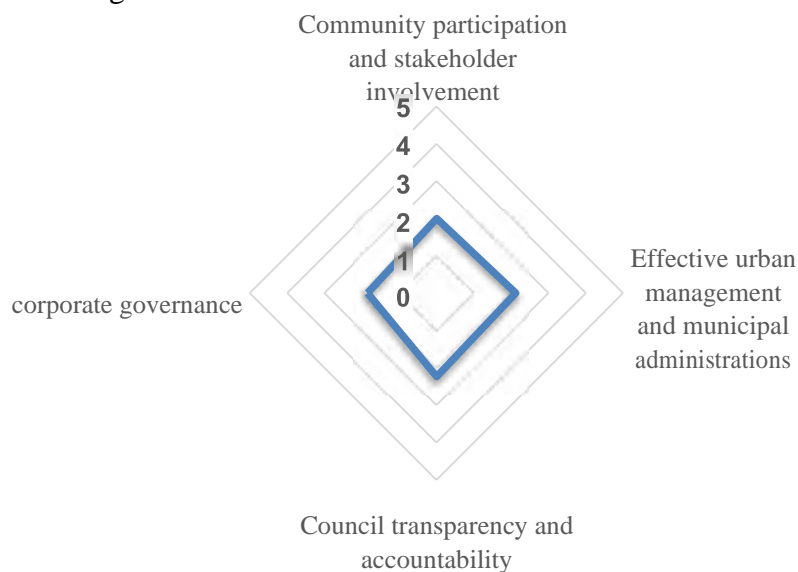 Community participation
and stakeholder
involvement
5
4
3
2
1
0
Effective urban
management
and municipal
administrations
corporate governance
Council transparency and
accountability